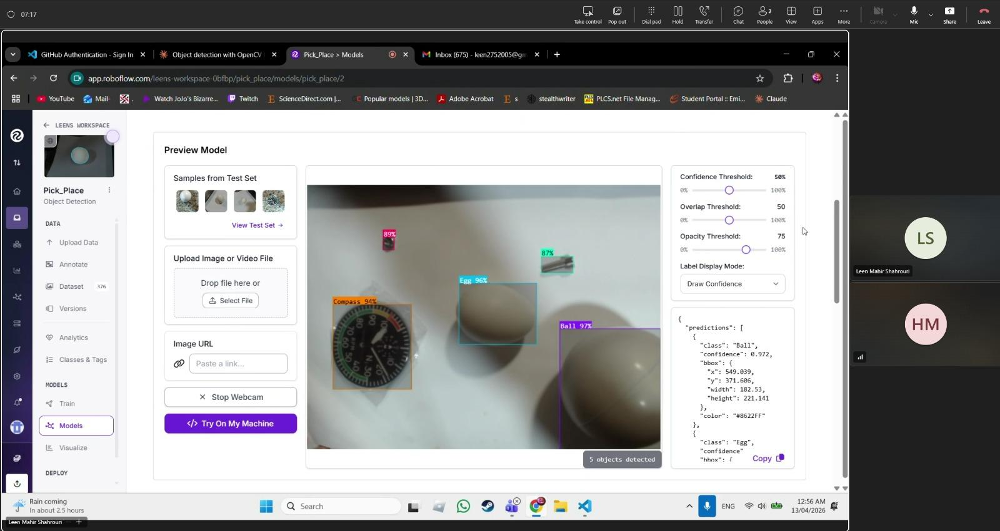 07:17
Take control
Pop out
Dial pad
Hold
Transfer
Chat
2
People
View
Apps
More
Camera
Mic
Share
Leave
GitHub Authentication - Sign In
Object detection with OpenCV
Pick_Place > Models
Inbox (675) - leen2752005@gm
app.roboflow.com/leens-workspace-0bfbp/pick_place/models/pick_place/2
YouTube
Mail-
.
Watch JoJo's Bizarre...
Twitch
ScienceDirect.com |...
Popular models | 3D...
Adobe Acrobat
s
stealthwriter
PLCS.net File Manag...
Student Portal :: Emi...
Claude
LEENS WORKSPACE
Pick_Place
Object Detection
DATA
Upload Data
Annotate
Dataset 376
Versions
Analytics
Classes & Tags
MODELS
Train
Models
Visualize
DEPLOY
Preview Model
Samples from Test Set
View Test Set →
Upload Image or Video File
Drop file here or
Select File
Image URL
Paste a link...
Stop Webcam
</> Try On My Machine
89%
87%
Egg 96%
Compass 94%
Ball 97%
5 objects detected
Confidence Threshold: 50%
0% 100%
Overlap Threshold: 50
0% 100%
Opacity Threshold: 75
0% 100%
Label Display Mode:
Draw Confidence
{
"predictions": [
{
"class": "Ball",
"confidence": 0.972,
"bbox": {
"x": 549.039,
"y": 371.606,
"width": 182.53,
"height": 221.141
},
"color": "#8622FF"
},
{
"class": "Egg",
"confidence"
"bbox": {
Copy
LS
Leen Mahir Shahrouri
HM
Rain coming
In about 2.5 hours
Search
ENG
12:56 AM
13/04/2026
Leen Mahir Shahrouri